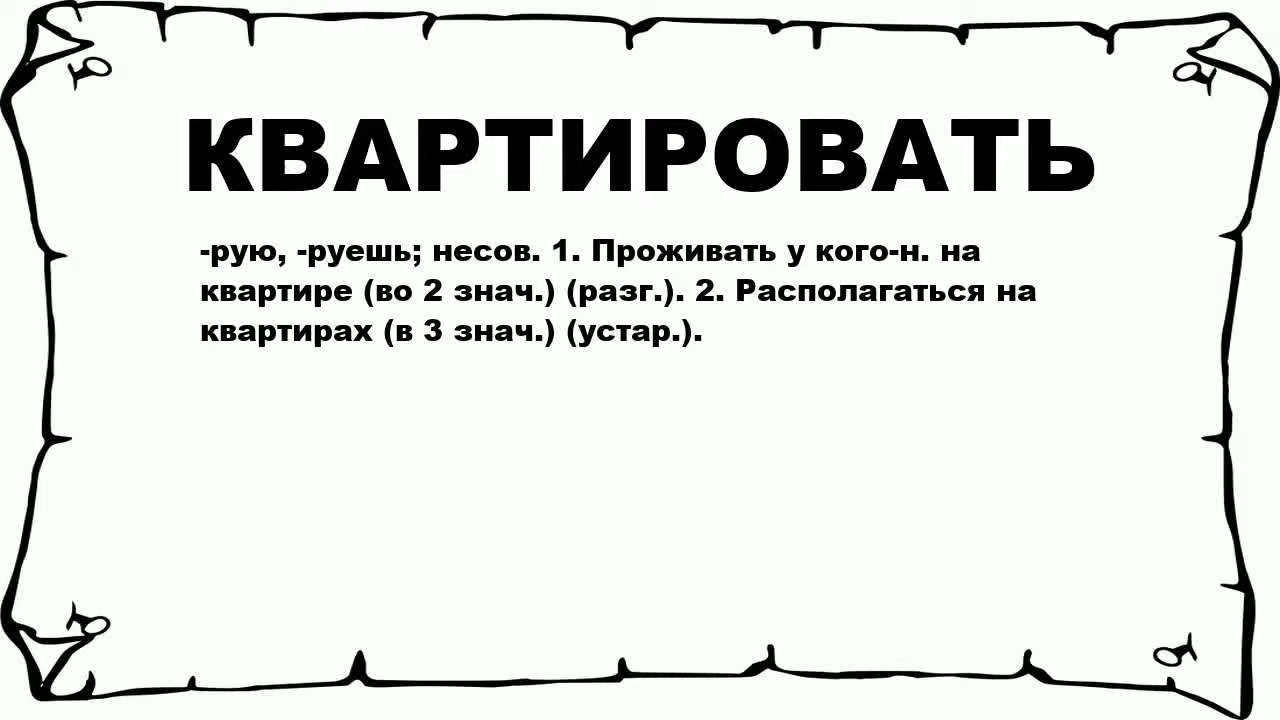 КВАРТИРОВАТЬ
-рую, -руешь; несов. 1. Проживать у кого-н. на
квартире (во 2 знач.) (разг.). 2. Располагаться на
квартирах (в 3 знач.) (устар.).